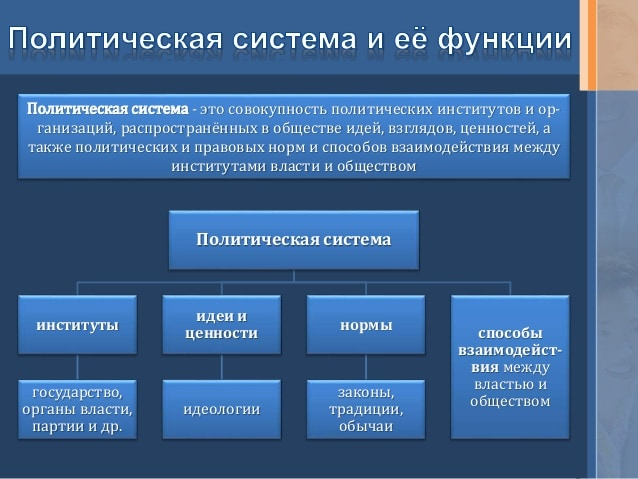 Политическая система и её функции
Политическая система - это совокупность политических институтов и ор-
ганизаций, распространённых в обществе идей, взглядов, ценностей, а
также политических и правовых норм и способов взаимодействия между
институтами власти и обществом
Политическая система
институты
идеи и
ценности
нормы
способы
взаимодейст-
вия между
властью и
обществом
государство,
органы власти,
партии и др.
идеологии
законы,
традиции,
обычаи